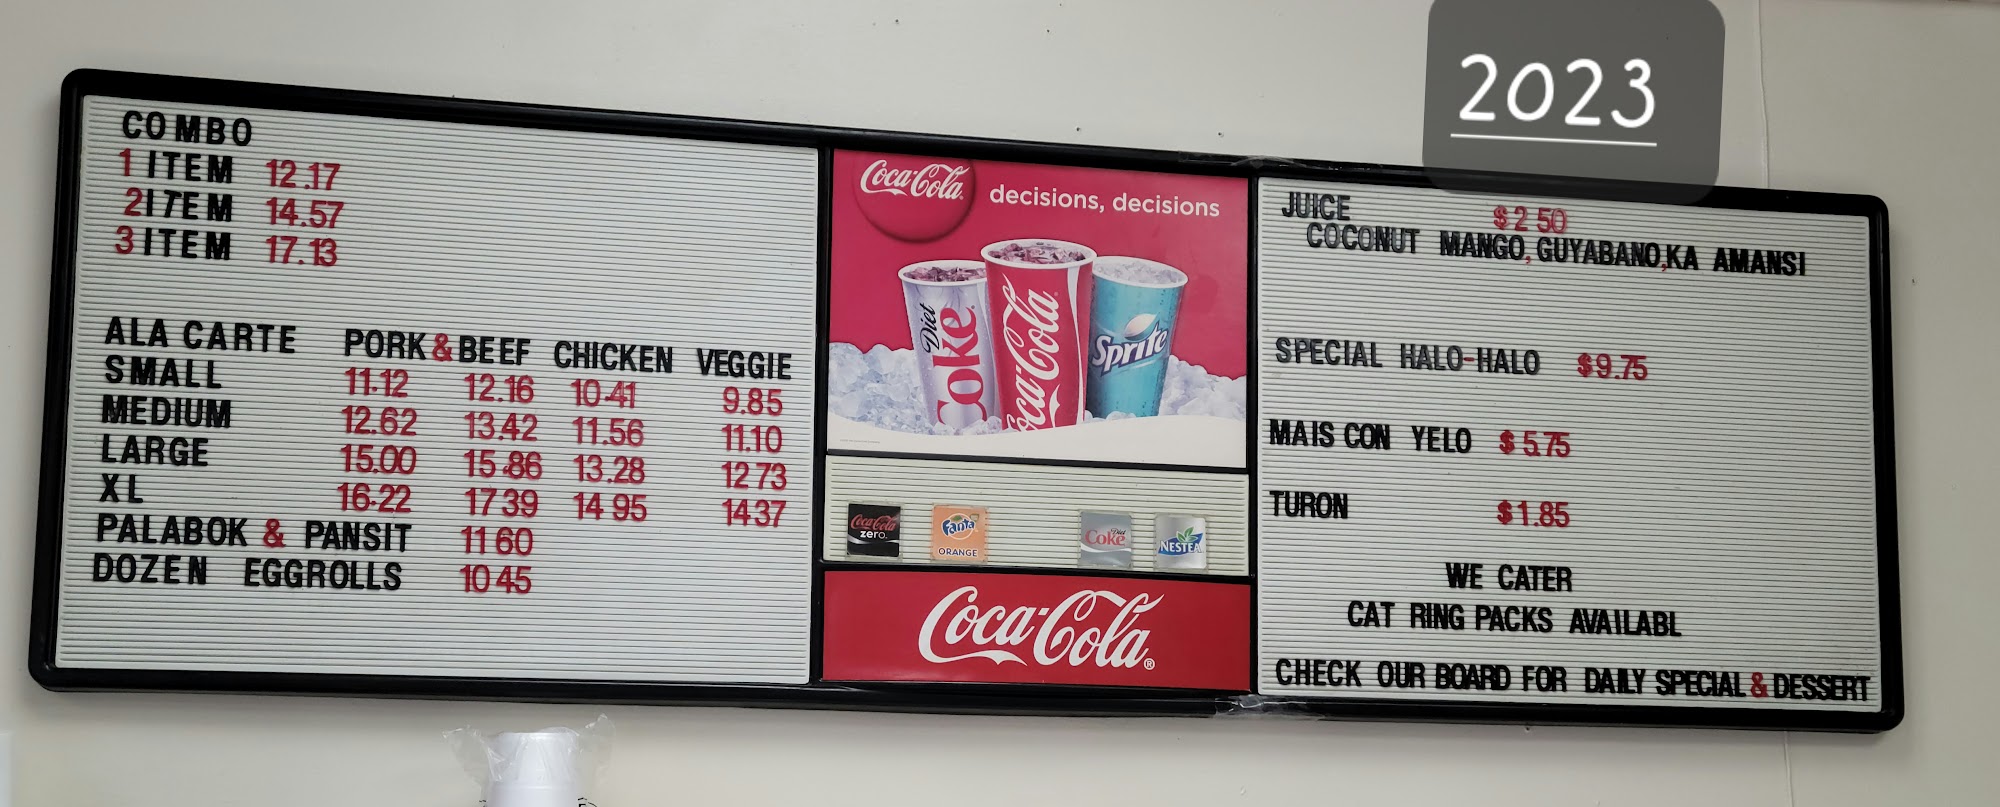 2023
COMBO
1 ITEM 12.17
2 ITEM 14.57
3 ITEM 17.13
ALA CARTE PORK & BEEF CHICKEN VEGGIE
SMALL 11.12 12.16 10.41 9.85
MEDIUM 12.62 13.42 11.56 11.10
LARGE 15.00 15.86 13.28 12 73
XL 16.22 17 39 14 95 14 37
PALABOK & PANSIT 11 60
DOZEN EGGROLLS 10 45
Coca-Cola decisions, decisions
Diet Coke
Coca-Cola
Sprite
Coca-Cola zero
Fanta ORANGE
Diet Coke
NESTEA
Coca-Cola®
JUICE $2 50
COCONUT MANGO, GUYABANO, KA AMANSI
SPECIAL HALO-HALO $9.75
MAIS CON YELO $5.75
TURON $1.85
WE CATER
CAT RING PACKS AVAILABL
CHECK OUR BOARD FOR DAILY SPECIAL & DESSERT